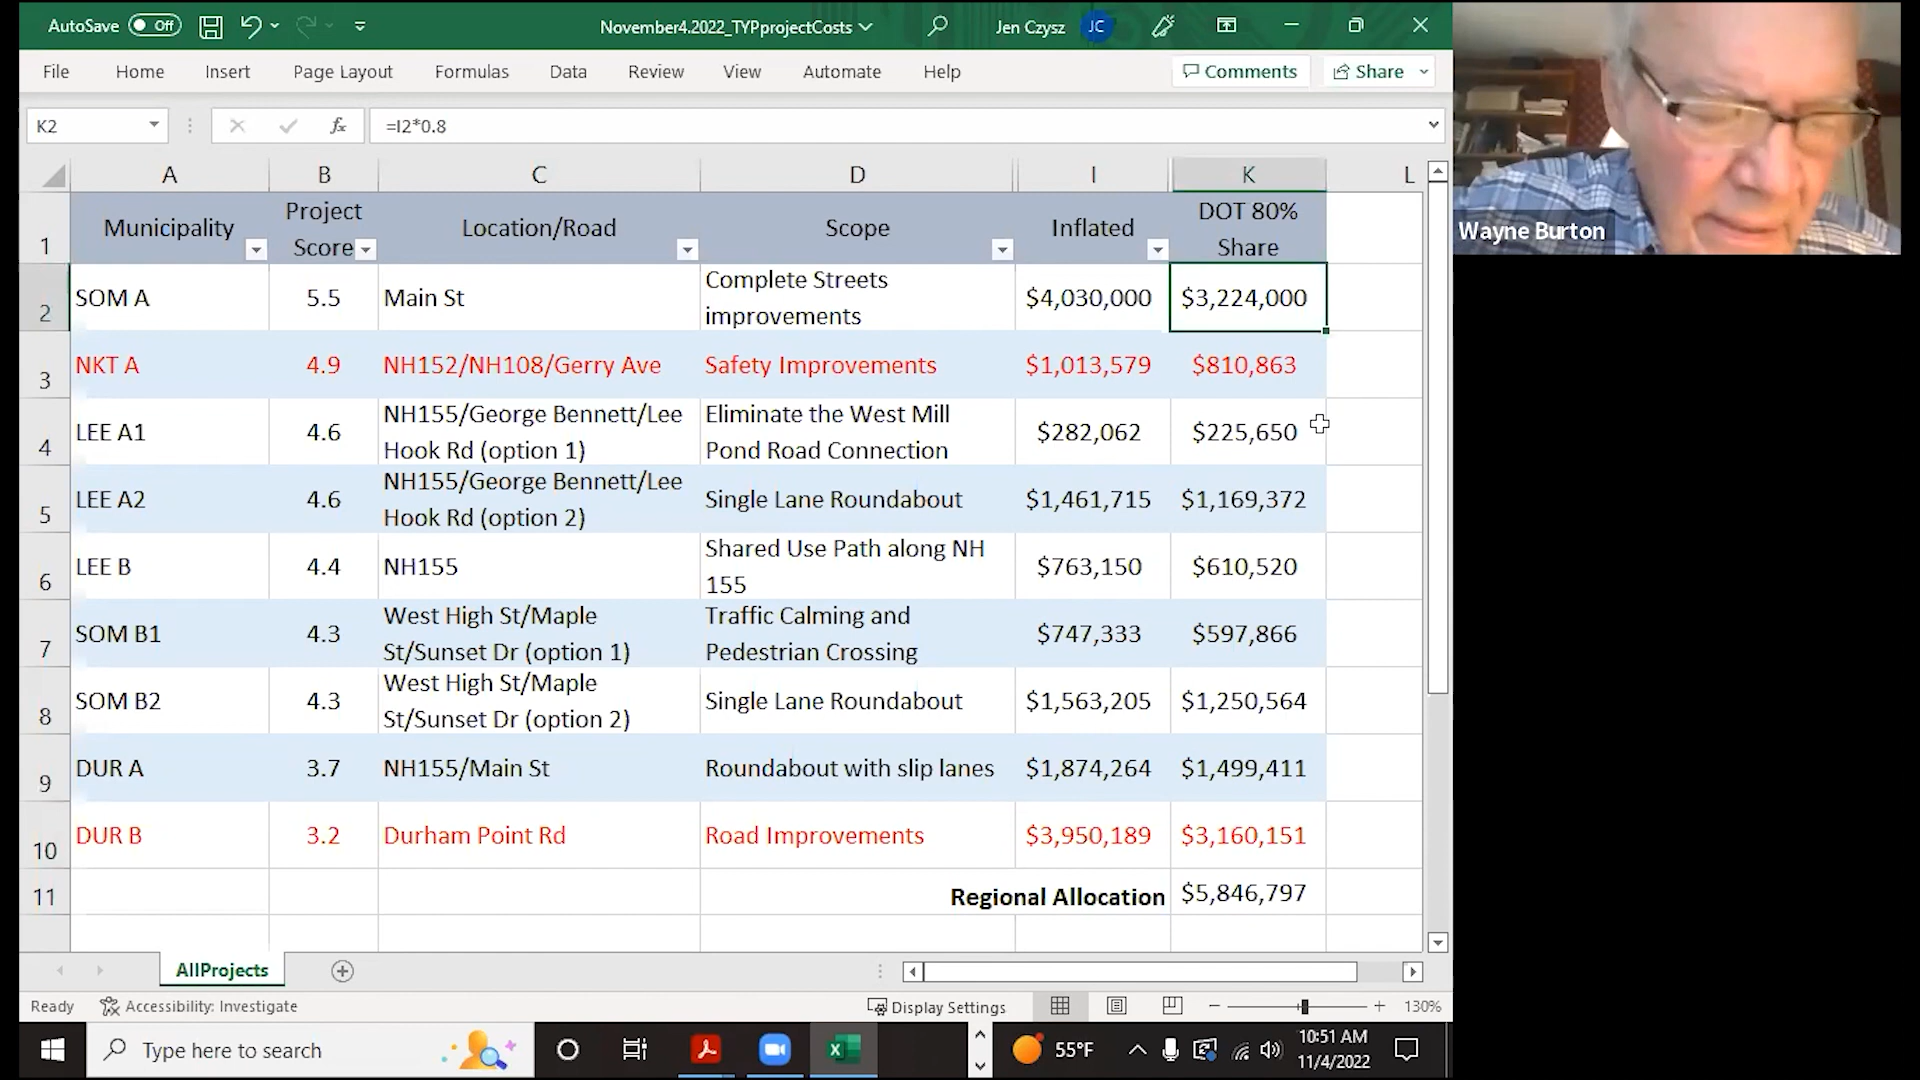 AutoSave Off November4.2022_TYPprojectCosts Jen Czysz JC
File Home Insert Page Layout Formulas Data Review View Automate Help Comments Share
K2 fx =I2*0.8
A B C D I K L
1 Municipality Project Score Location/Road Scope Inflated DOT 80% Share
2 SOM A 5.5 Main St Complete Streets improvements $4,030,000 $3,224,000
3 NKT A 4.9 NH152/NH108/Gerry Ave Safety Improvements $1,013,579 $810,863
4 LEE A1 4.6 NH155/George Bennett/Lee Hook Rd (option 1) Eliminate the West Mill Pond Road Connection $282,062 $225,650
5 LEE A2 4.6 NH155/George Bennett/Lee Hook Rd (option 2) Single Lane Roundabout $1,461,715 $1,169,372
6 LEE B 4.4 NH155 Shared Use Path along NH 155 $763,150 $610,520
7 SOM B1 4.3 West High St/Maple St/Sunset Dr (option 1) Traffic Calming and Pedestrian Crossing $747,333 $597,866
8 SOM B2 4.3 West High St/Maple St/Sunset Dr (option 2) Single Lane Roundabout $1,563,205 $1,250,564
9 DUR A 3.7 NH155/Main St Roundabout with slip lanes $1,874,264 $1,499,411
10 DUR B 3.2 Durham Point Rd Road Improvements $3,950,189 $3,160,151
11 Regional Allocation $5,846,797
AllProjects
Ready Accessibility: Investigate Display Settings 130%
Type here to search 55°F 10:51 AM
11/4/2022
Wayne Burton